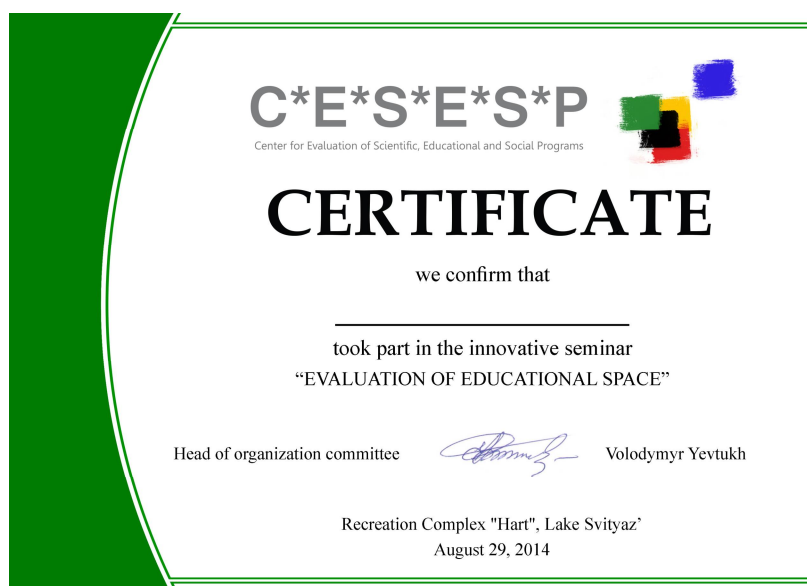 C*E*S*E*S*P
Center for Evaluation of Scientific, Educational and Social Programs
CERTIFICATE
we confirm that
took part in the innovative seminar
“EVALUATION OF EDUCATIONAL SPACE”
Head of organization committee Volodymyr Yevtukh
Recreation Complex "Hart", Lake Svityaz’
August 29, 2014